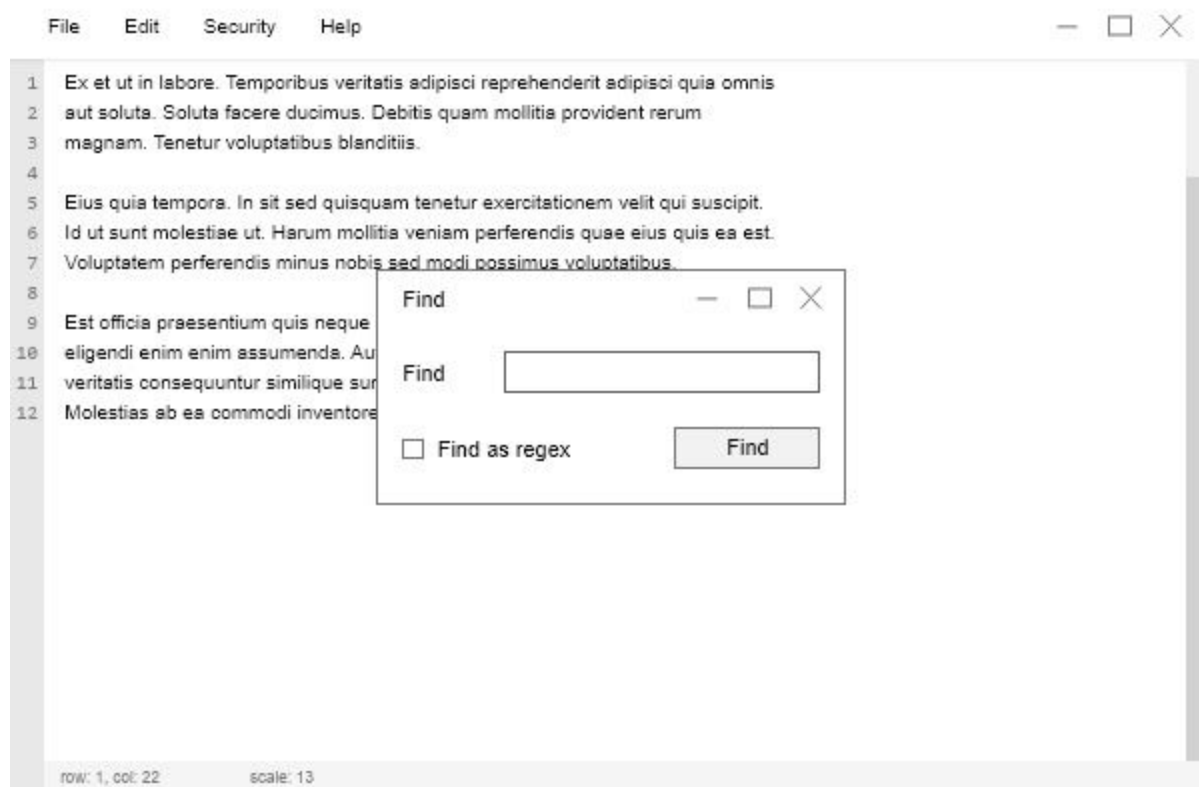 File Edit Security Help
1 Ex et ut in labore. Temporibus veritatis adipisci reprehenderit adipisci quia omnis
2 aut soluta. Soluta facere ducimus. Debitis quam mollitia provident rerum
3 magnam. Tenetur voluptatibus blanditiis.
4
5 Eius quia tempora. In sit sed quisquam tenetur exercitationem velit qui suscipit.
6 Id ut sunt molestiae ut. Harum mollitia veniam perferendis quae eius quis ea est.
7 Voluptatem perferendis minus nobis sed modi possimus voluptatibus.
8
9 Est officia praesentium quis neque
10 eligendi enim enim assumenda. Au
11 veritatis consequuntur similique sur
12 Molestias ab ea commodi inventore
Find
Find
Find as regex Find
row: 1, col: 22 scale: 13